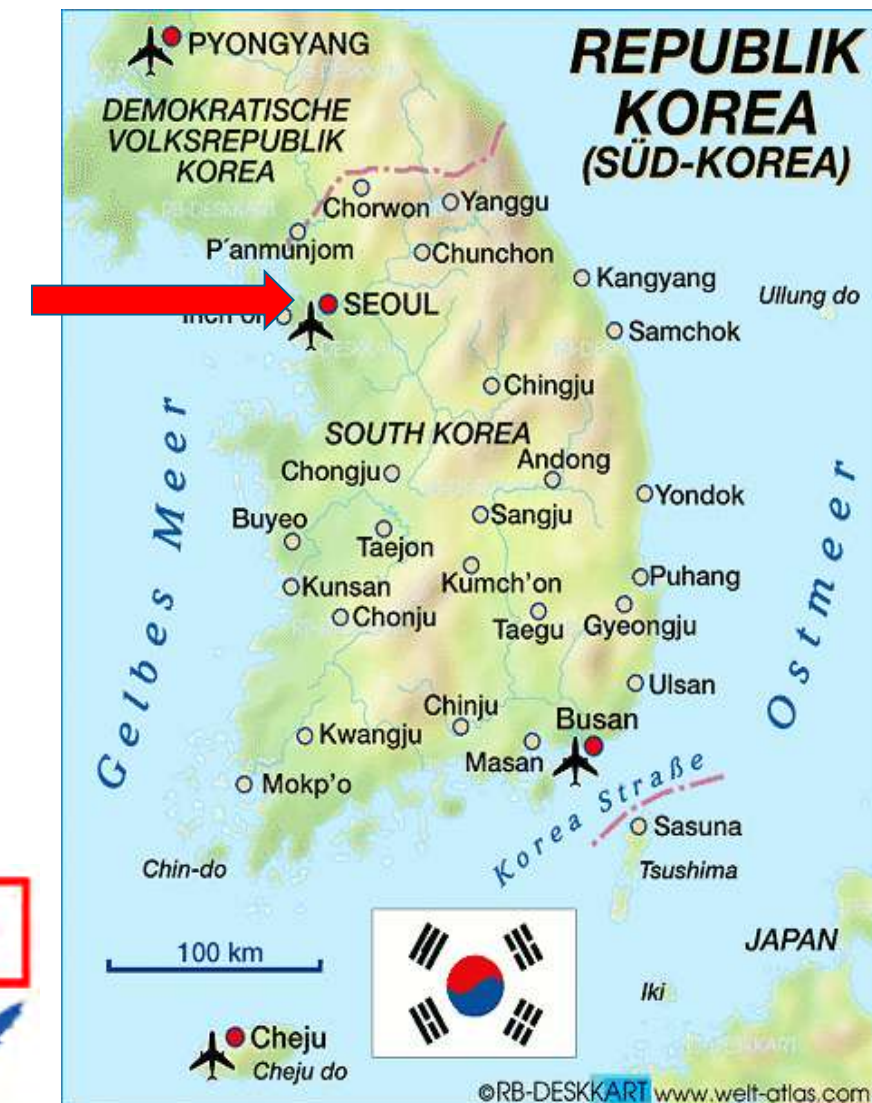 PYONGYANG
REPUBLIK
KOREA
(SÜD-KOREA)
DEMOKRATISCHE
VOLKSREPUBLIK
KOREA
Chorwon
Yanggu
P´anmunjom
Chunchon
Kangyang
Ullung do
SEOUL
Samchok
Chingju
SOUTH KOREA
Andong
Chongju
Yondok
Buyeo
Sangju
Taejon
Gelbes Meer
Ostmeer
Kunsan
Kumch'on
Puhang
Chonju
Taegu
Gyeongju
Ulsan
Chinju
Busan
Kwangju
Masan
Mokp'o
Korea Straße
Sasuna
Chin-do
Tsushima
100 km
JAPAN
Iki
Cheju
Cheju do
©RB-DESKKART www.welt-atlas.com